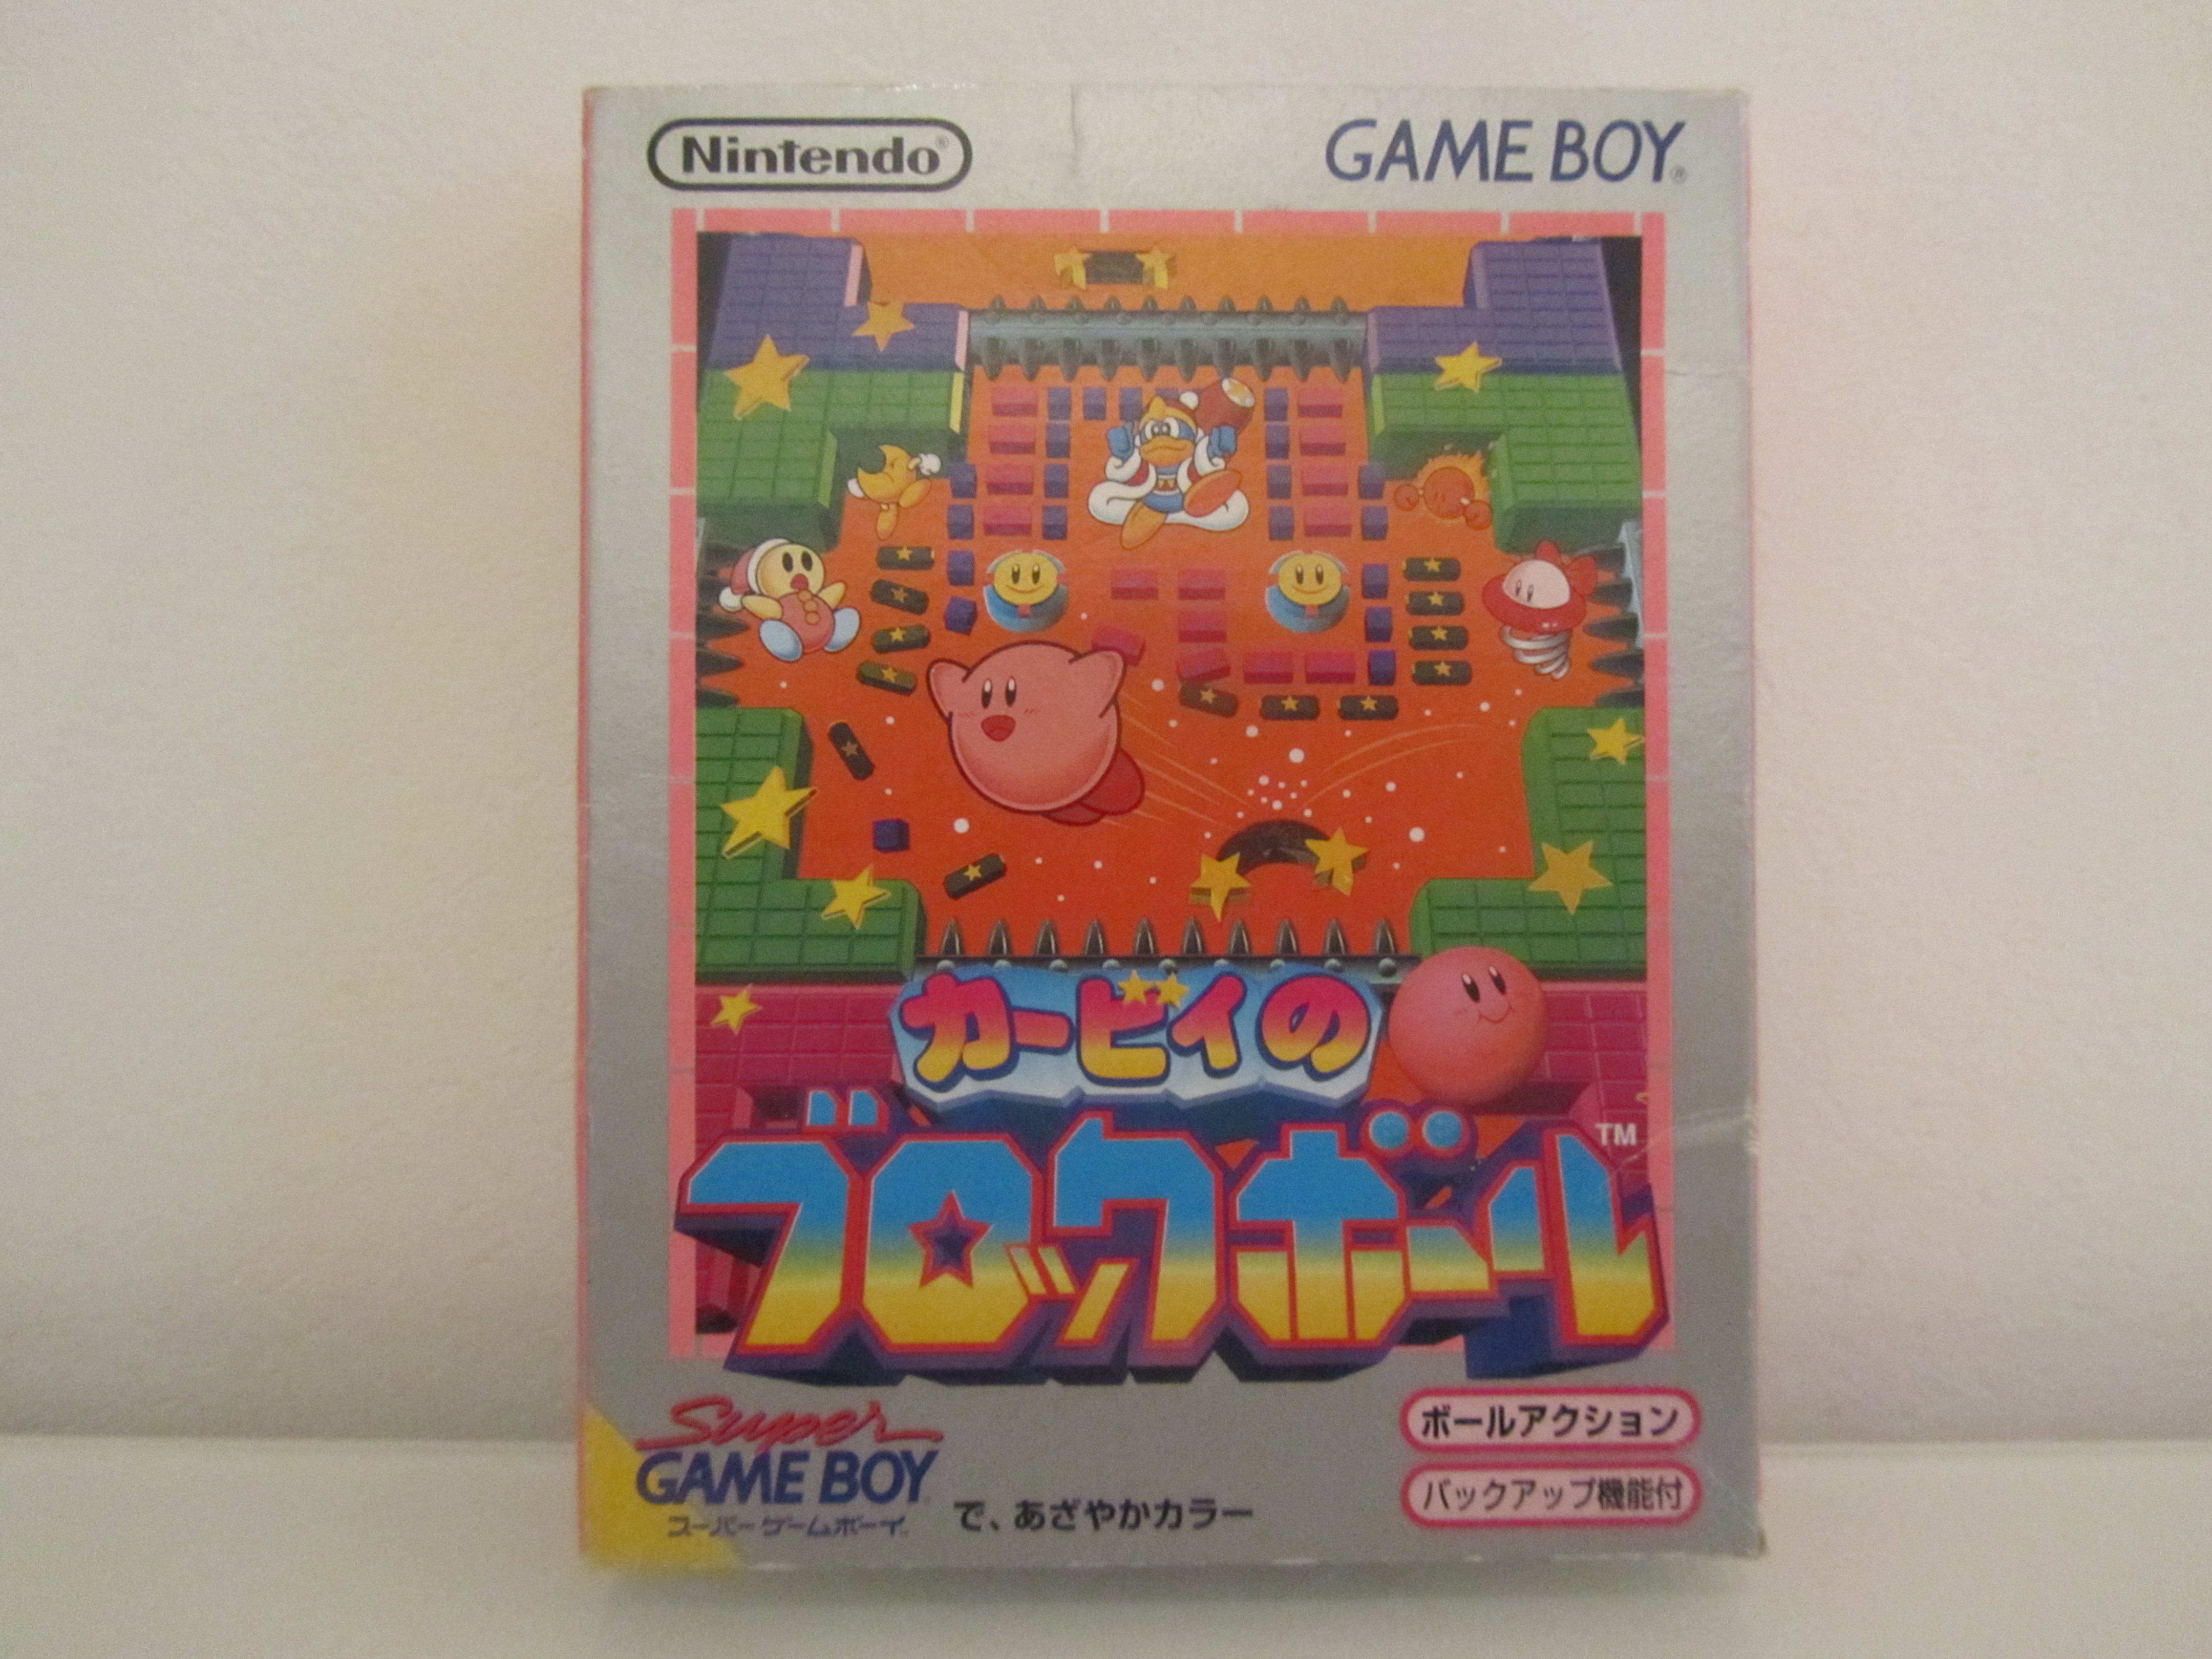 Nintendo®
GAME BOY®
カービィの
ブロックボール™
Super
GAME BOY
スーパーゲームボーイ
で、あざやかカラー
ボールアクション
バックアップ機能付